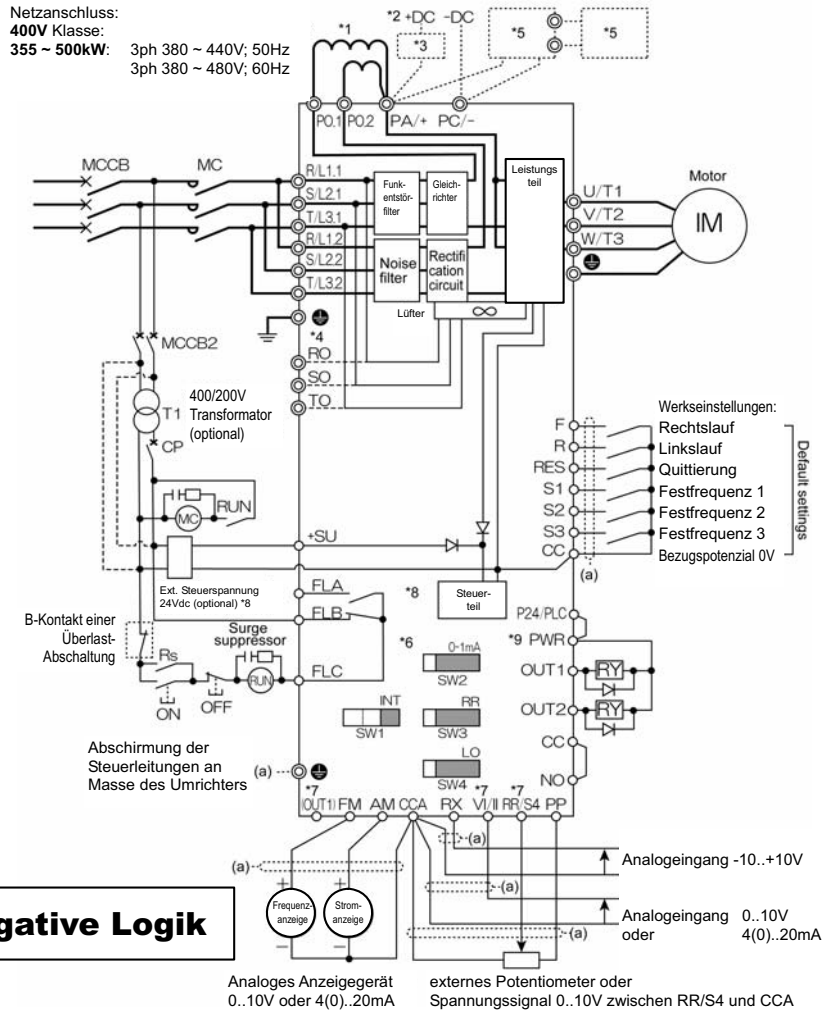 Netzanschluss:
400V Klasse:
355 ~ 500kW: 3ph 380 ~ 440V; 50Hz
3ph 380 ~ 480V; 60Hz
*1
*2 +DC -DC
*3
*5
*5
PO.1 PO.2 PA/+ PC/-
MCCB
MC
R/L1.1
S/L2.1
T/L3.1
R/L1.2
S/L2.2
T/L3.2
Funk-
entstör-
filter
Gleich-
richter
Leistungs
teil
Noise
filter
Rectifi
cation
circuit
Lüfter
U/T1
V/T2
W/T3
Motor
IM
*4
RO
SO
TO
MCCB2
T1
400/200V
Transformator
(optional)
CP
RUN
MC
+SU
Ext. Steuerspannung
24Vdc (optional) *8
FLA
FLB
FLC
*8
Steuer-
teil
B-Kontakt einer
Überlast-
Abschaltung
Surge
suppressor
Rs
ON
OFF
RUN
*6
0-1mA
SW2
INT
SW1
RR
SW3
LO
SW4
Werkseinstellungen:
F Rechtslauf
R Linkslauf
RES Quittierung
S1 Festfrequenz 1
S2 Festfrequenz 2
S3 Festfrequenz 3
CC Bezugspotenzial 0V
Default settings
(a)
P24/PLC
*9 PWR
OUT1 RY
OUT2 RY
CC
NO
Abschirmung der
Steuerleitungen an
Masse des Umrichters
(a)
*7 *7 *7
(OUT1) FM AM CCA RX VI/II RR/S4 PP
(a)
(a)
(a)
(a)
+ +
Frequenz-
anzeige
Strom-
anzeige
− −
Analogeingang -10..+10V
Analogeingang 0..10V
oder 4(0)..20mA
gative Logik
Analoges Anzeigegerät
0..10V oder 4(0)..20mA
externes Potentiometer oder
Spannungssignal 0..10V zwischen RR/S4 und CCA